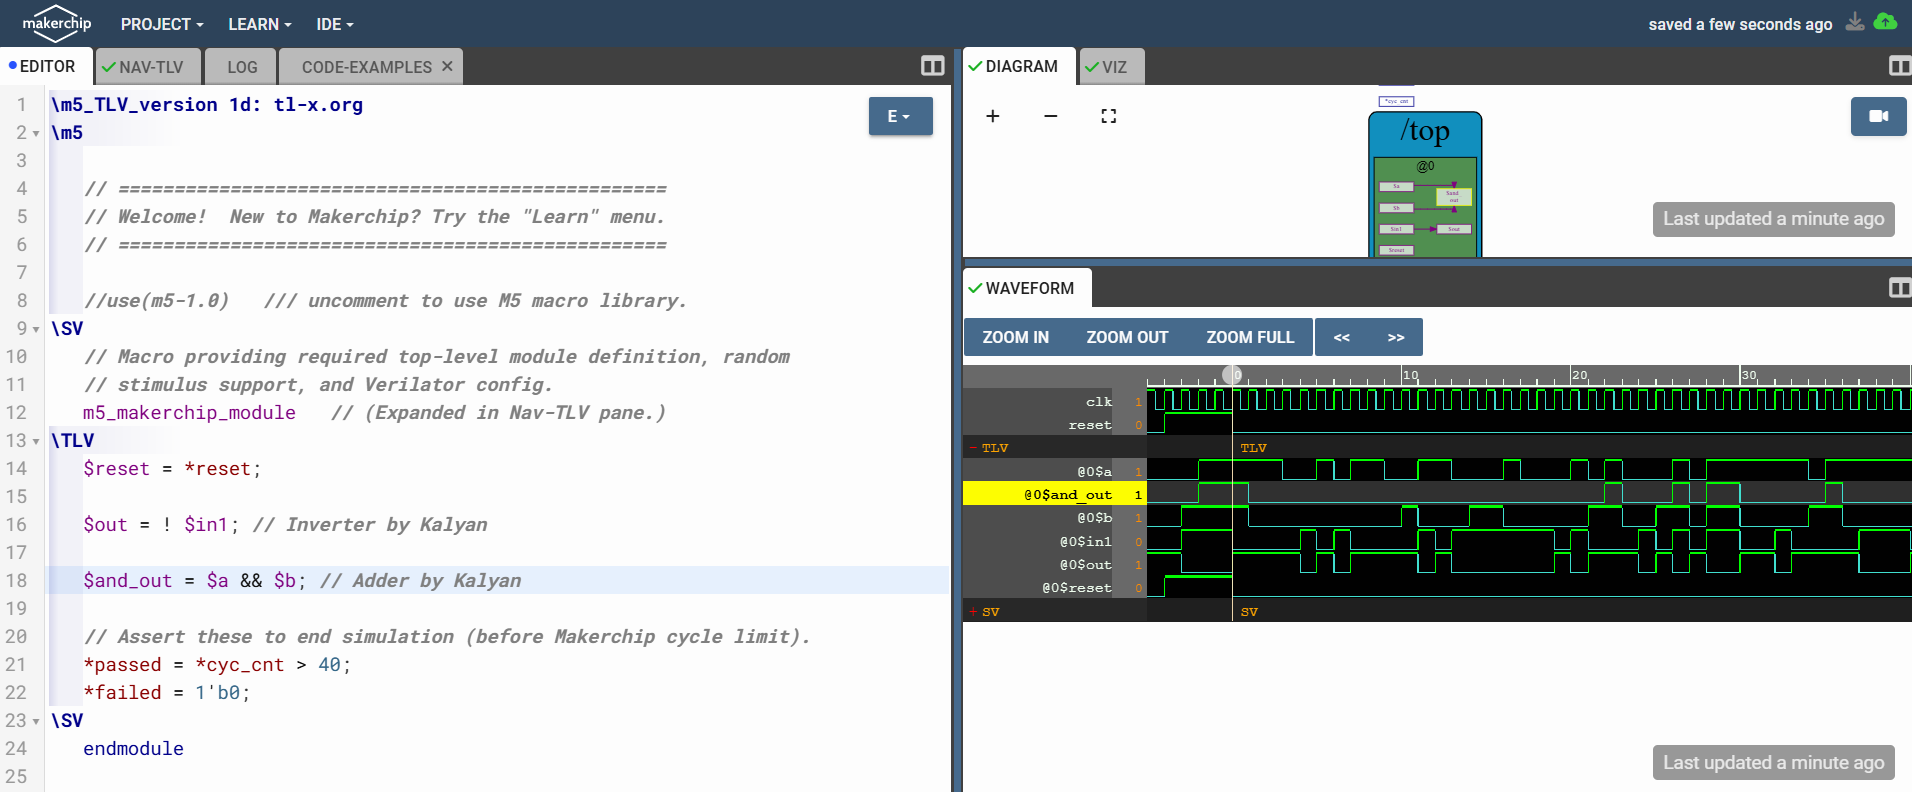 makerchip PROJECT LEARN IDE saved a few seconds ago
EDITOR NAV-TLV LOG CODE-EXAMPLES ✕
1 \m5_TLV_version 1d: tl-x.org
2 \m5
3
4 // =================================================
5 // Welcome!  New to Makerchip? Try the "Learn" menu.
6 // =================================================
7
8 //use(m5-1.0)   /// uncomment to use M5 macro library.
9 \SV
10 // Macro providing required top-level module definition, random
11 // stimulus support, and Verilator config.
12 m5_makerchip_module   // (Expanded in Nav-TLV pane.)
13 \TLV
14 $reset = *reset;
15
16 $out = ! $in1; // Inverter by Kalyan
17
18 $and_out = $a && $b; // Adder by Kalyan
19
20 // Assert these to end simulation (before Makerchip cycle limit).
21 *passed = *cyc_cnt > 40;
22 *failed = 1'b0;
23 \SV
24 endmodule
25
E
DIAGRAM VIZ
*cyc cnt
/top
@0
$a
$and out
$b
$in1 $out
$reset
Last updated a minute ago
WAVEFORM
ZOOM IN ZOOM OUT ZOOM FULL << >>
0 10 20 30
clk 1
reset 0
- TLV TLV
@0$a 1
@0$and_out 1
@0$b 1
@0$in1 0
@0$out 1
@0$reset 0
+ SV SV
Last updated a minute ago